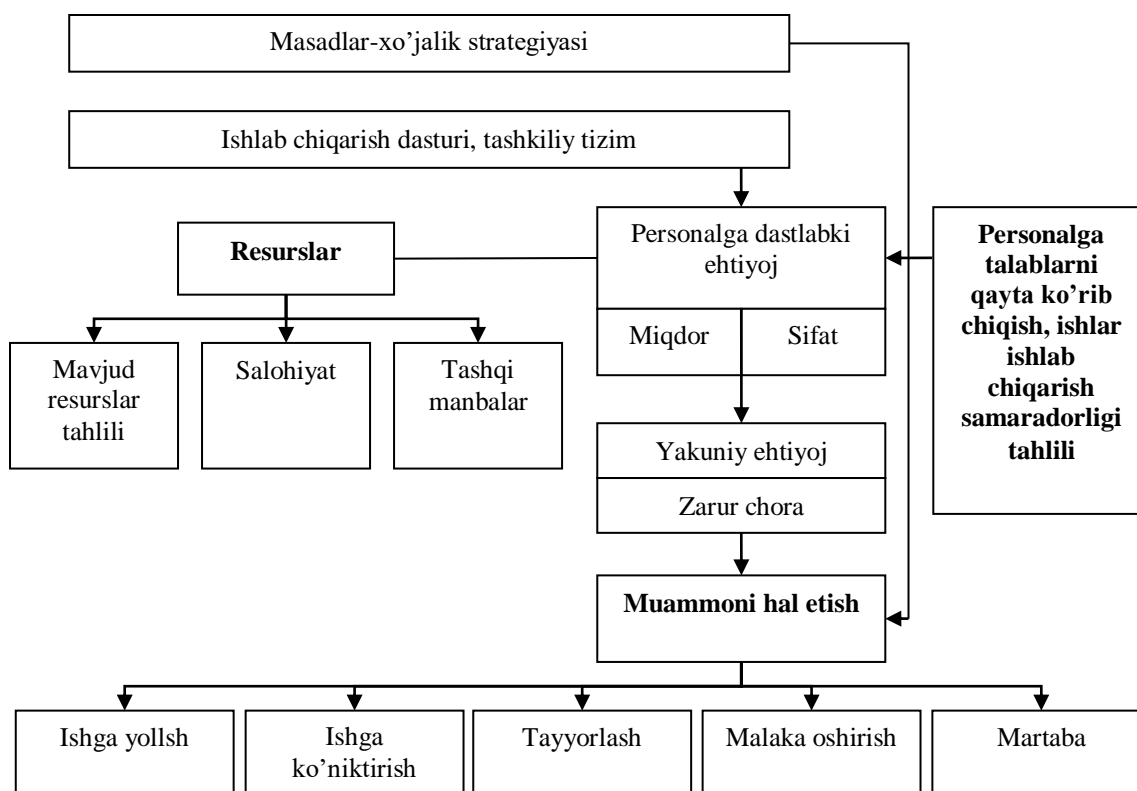 Masadlar-xo’jalik strategiyasi
Ishlab chiqarish dasturi, tashkiliy tizim
Resurslar
Personalga dastlabki
ehtiyoj
Miqdor
Sifat
Personalga
talablarni
qayta ko’rib
chiqish, ishlar
ishlab
chiqarish
samaradorligi
tahlili
Mavjud
resurslar
tahlili
Salohiyat
Tashqi
manbalar
Yakuniy ehtiyoj
Zarur chora
Muammoni hal etish
Ishga yollsh
Ishga
ko’niktirish
Tayyorlash
Malaka oshirish
Martaba